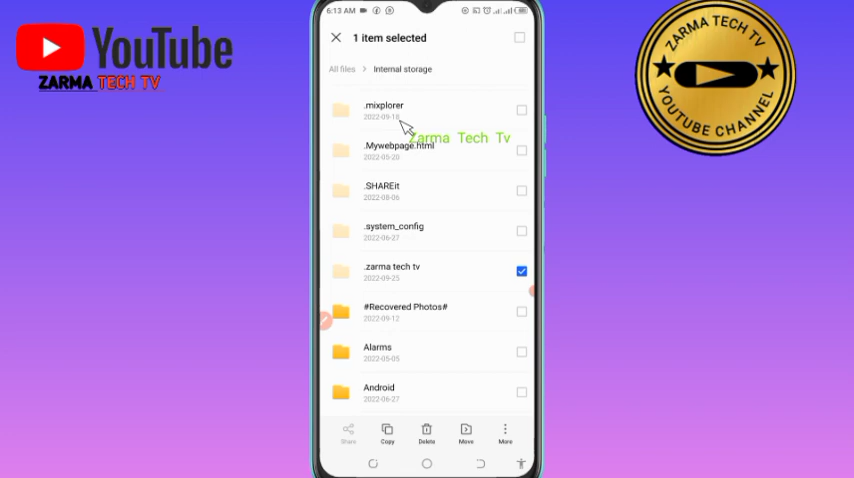 YouTube
ZARMA TECH TV
6:13 AM
1 item selected
All files > Internal storage
.mixplorer
2022-09-18
Zarma Tech Tv
.Mywebpage.html
2022-05-20
.SHAREit
2022-08-06
.system_config
2022-06-27
.zarma tech tv
2022-09-25
#Recovered Photos#
2022-09-12
Alarms
2022-05-05
Android
2022-06-27
Share Copy Delete Move More
ZARMA TECH TV
YOUTUBE CHANNEL